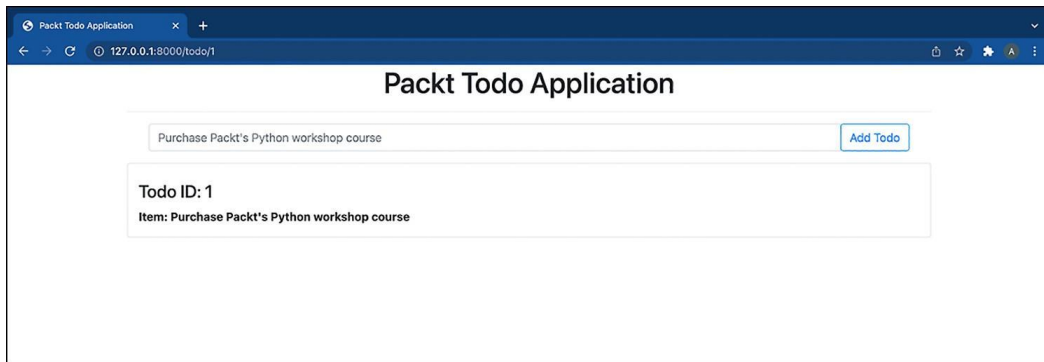 Packt Todo Application
127.0.0.1:8000/todo/1
A
Packt Todo Application
Purchase Packt's Python workshop course Add Todo
Todo ID: 1
Item: Purchase Packt's Python workshop course